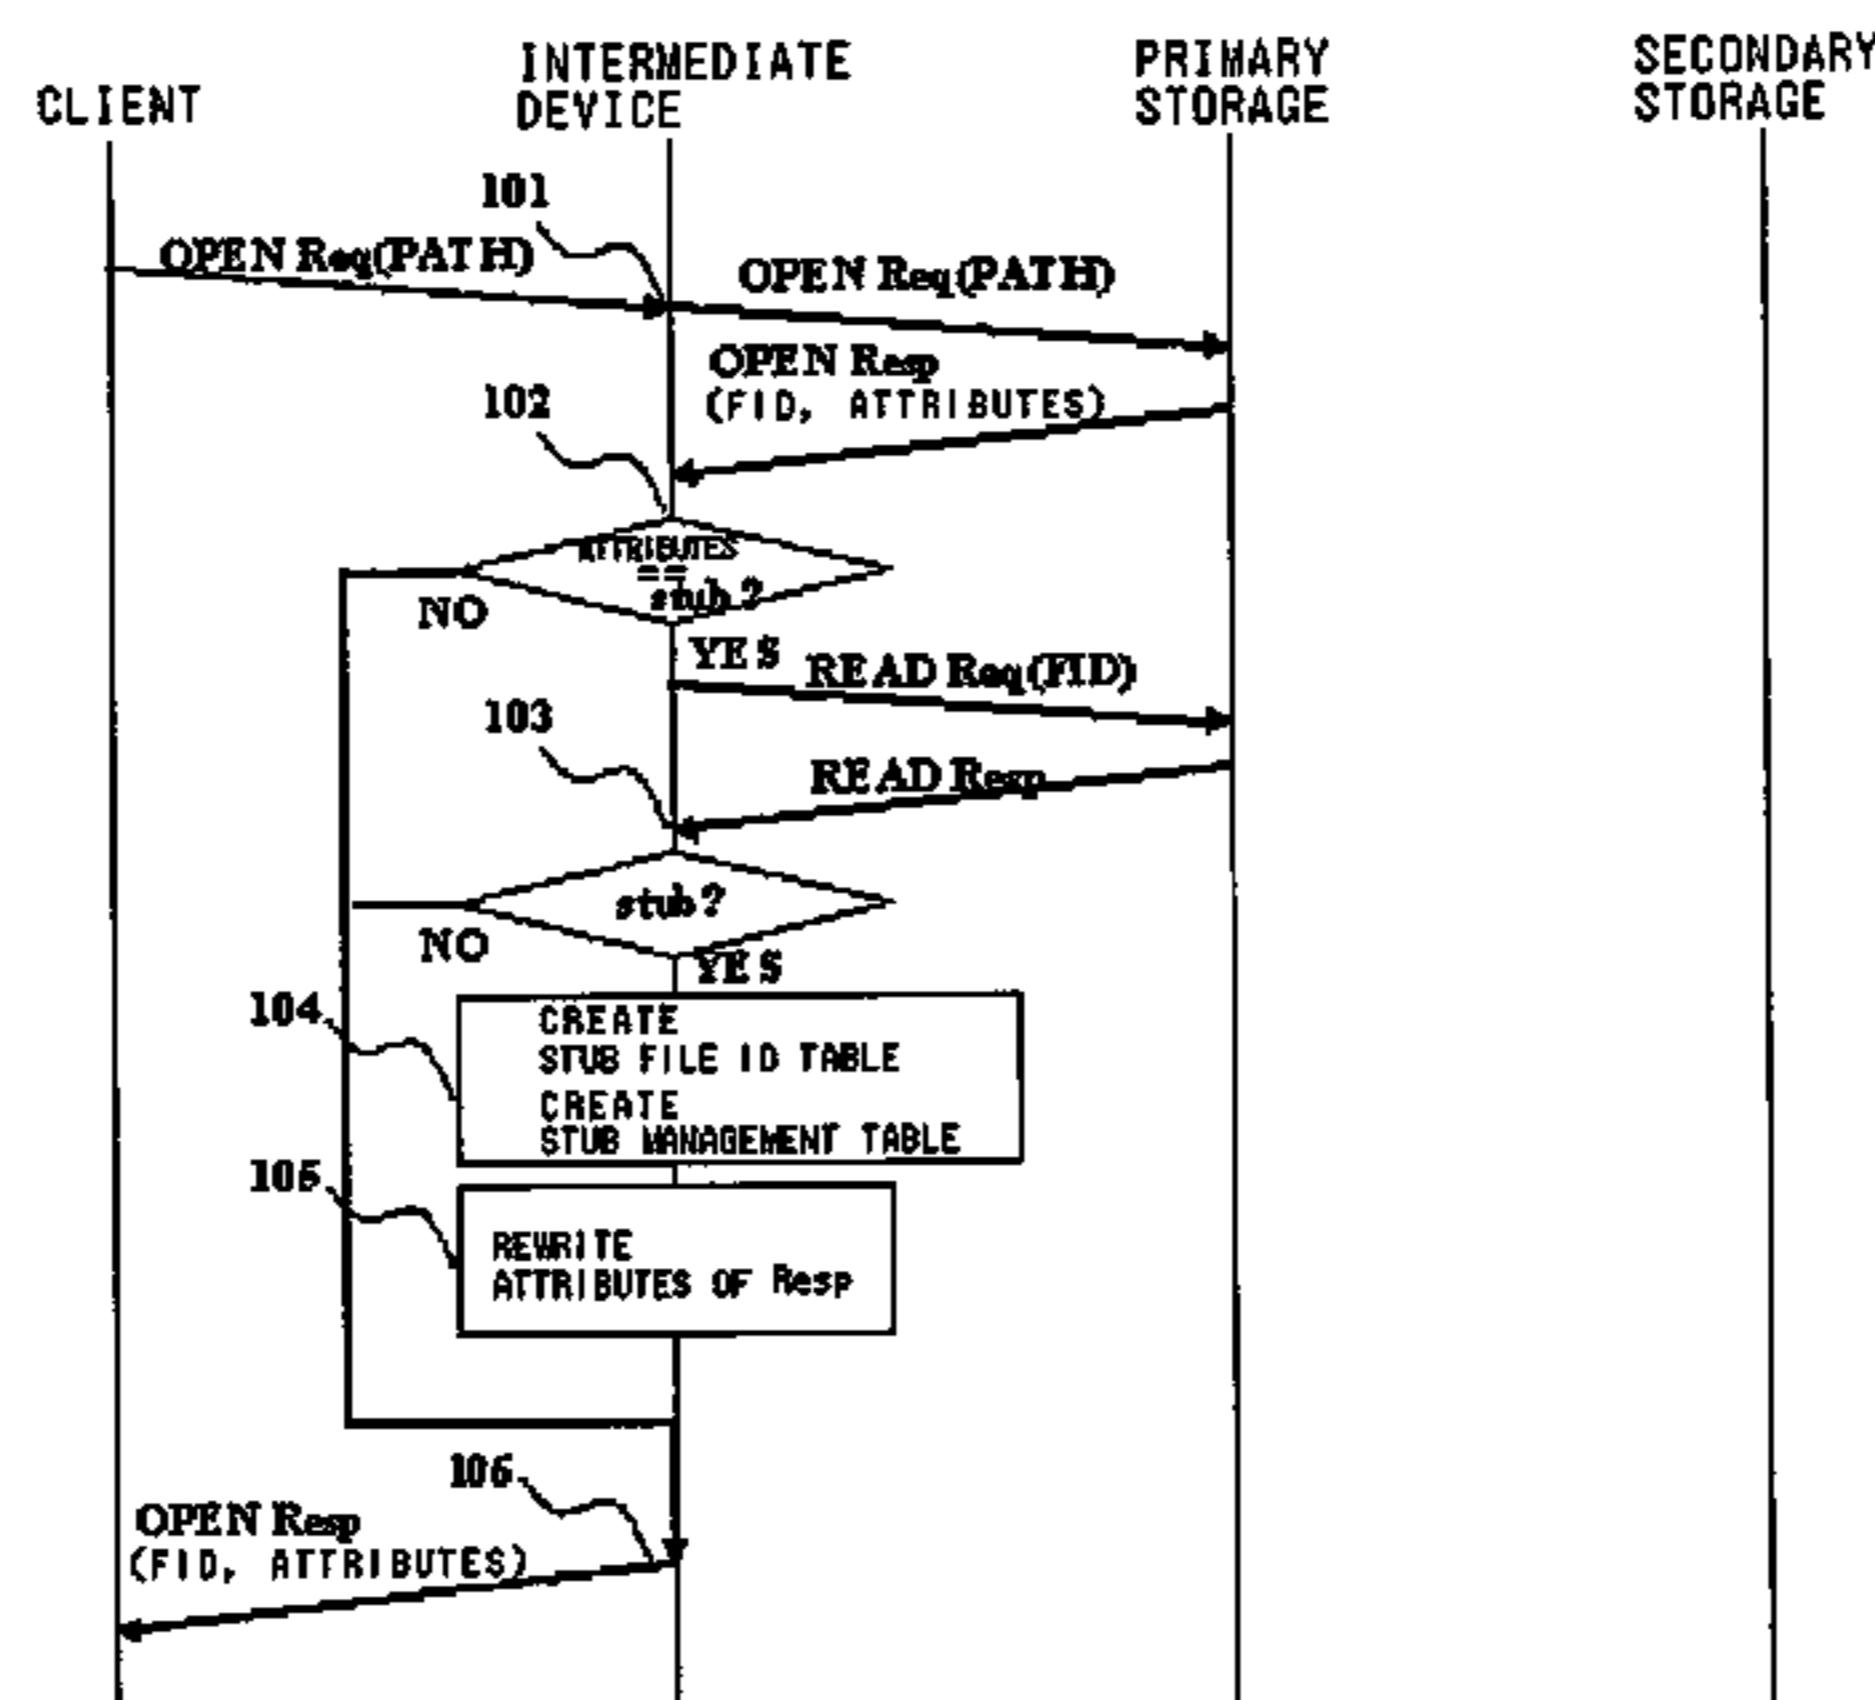 CLIENT
INTERMEDIATE
DEVICE
PRIMARY
STORAGE
SECONDARY
STORAGE
101
OPEN Req(PATH)
OPEN Req(PATH)
OPEN Resp
(FID, ATTRIBUTES)
102
ATTRIBUTES
==
stub?
NO
YES
READ Req(FID)
103
READ Resp
stub?
NO
YES
104
CREATE
STUB FILE ID TABLE
CREATE
STUB MANAGEMENT TABLE
105
REWRITE
ATTRIBUTES OF Resp
106
OPEN Resp
(FID, ATTRIBUTES)